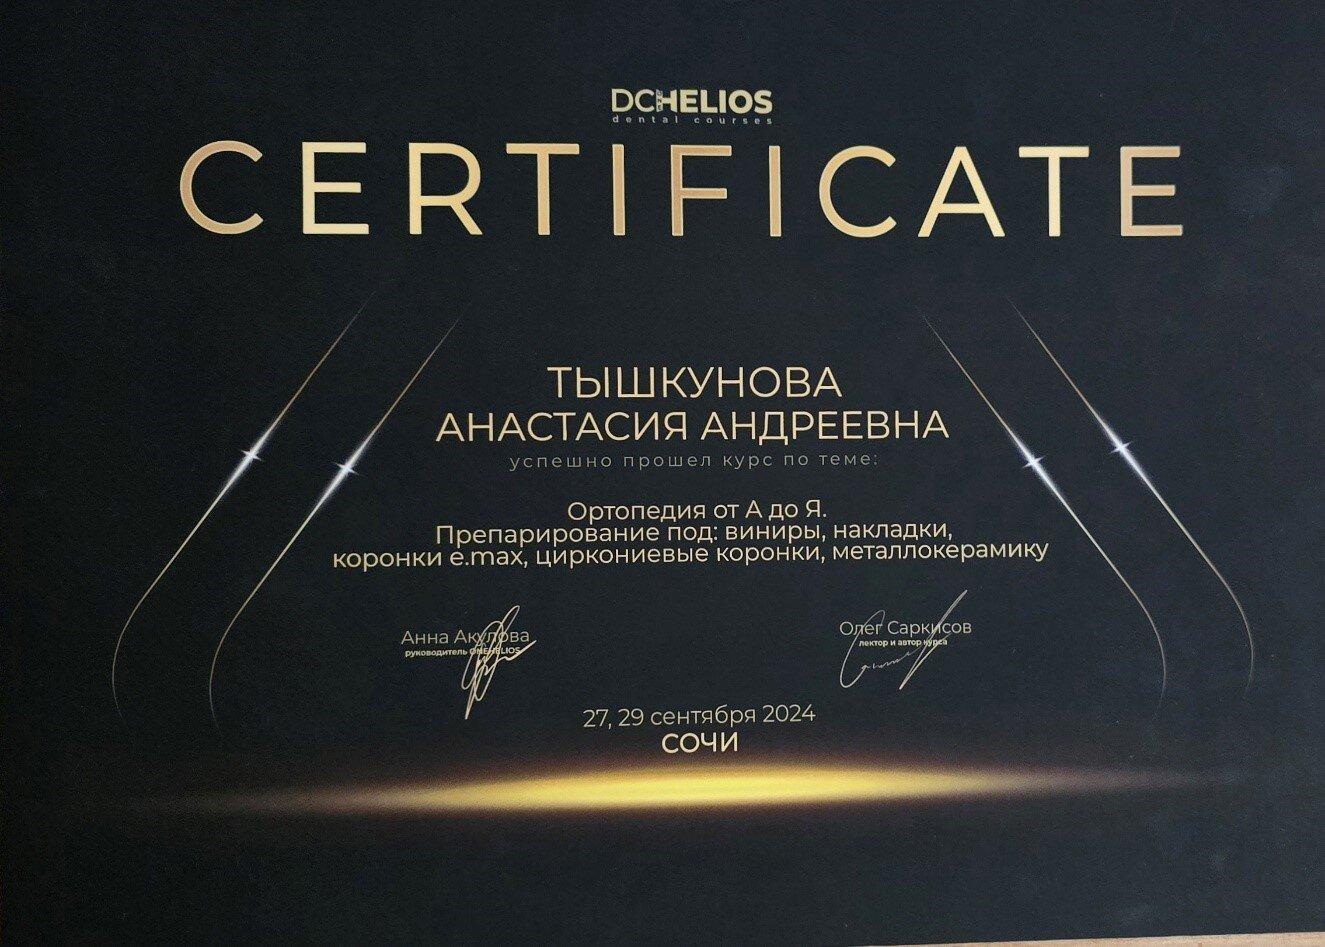 DCHELIOS
dental courses
CERTIFICATE
ТЫШКУНОВА
АНАСТАСИЯ АНДРЕЕВНА
успешно прошел курс по теме:
Ортопедия от А до Я.
Препарирование под: виниры, накладки,
коронки e.max, циркониевые коронки, металлокерамику
Анна Акулова
руководитель ONEHELIOS
Олег Саркисов
лектор и автор курса
27, 29 сентября 2024
СОЧИ